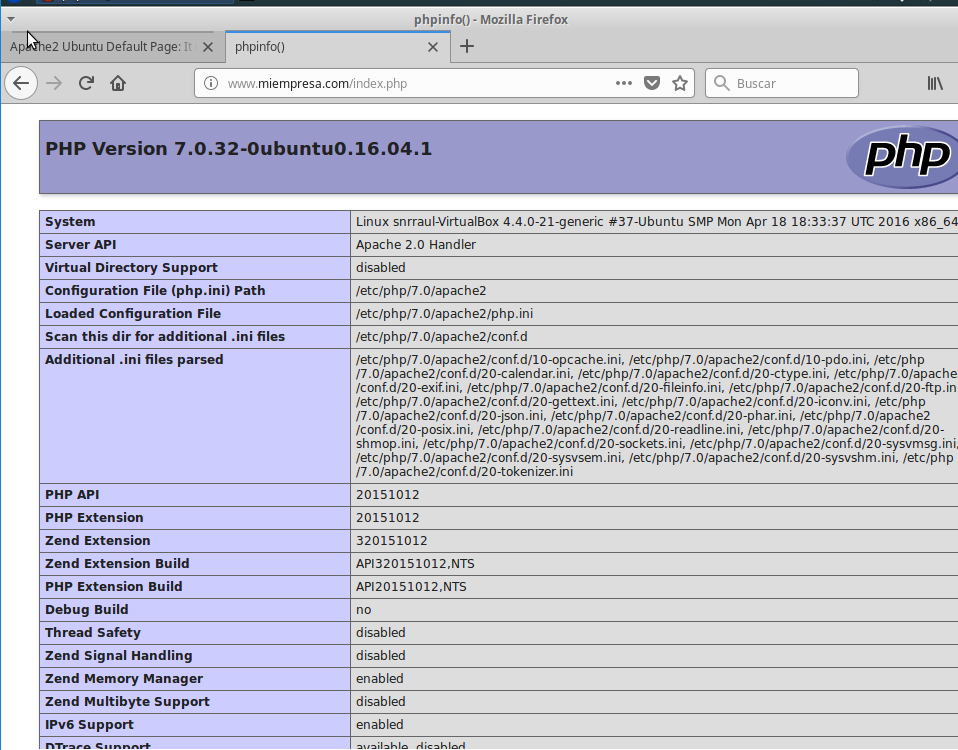 phpinfo() - Mozilla Firefox
Apache2 Ubuntu Default Page: It
phpinfo()
www.miempresa.com/index.php
Buscar
PHP Version 7.0.32-0ubuntu0.16.04.1
php
System Linux snrraul-VirtualBox 4.4.0-21-generic #37-Ubuntu SMP Mon Apr 18 18:33:37 UTC 2016 x86_64
Server API Apache 2.0 Handler
Virtual Directory Support disabled
Configuration File (php.ini) Path /etc/php/7.0/apache2
Loaded Configuration File /etc/php/7.0/apache2/php.ini
Scan this dir for additional .ini files /etc/php/7.0/apache2/conf.d
Additional .ini files parsed /etc/php/7.0/apache2/conf.d/10-opcache.ini, /etc/php/7.0/apache2/conf.d/10-pdo.ini, /etc/php
/7.0/apache2/conf.d/20-calendar.ini, /etc/php/7.0/apache2/conf.d/20-ctype.ini, /etc/php/7.0/apache2
/conf.d/20-exif.ini, /etc/php/7.0/apache2/conf.d/20-fileinfo.ini, /etc/php/7.0/apache2/conf.d/20-ftp.in
/etc/php/7.0/apache2/conf.d/20-gettext.ini, /etc/php/7.0/apache2/conf.d/20-iconv.ini, /etc/php
/7.0/apache2/conf.d/20-json.ini, /etc/php/7.0/apache2/conf.d/20-phar.ini, /etc/php/7.0/apache2
/conf.d/20-posix.ini, /etc/php/7.0/apache2/conf.d/20-readline.ini, /etc/php/7.0/apache2/conf.d/20-
shmop.ini, /etc/php/7.0/apache2/conf.d/20-sockets.ini, /etc/php/7.0/apache2/conf.d/20-sysvmsg.ini,
/etc/php/7.0/apache2/conf.d/20-sysvsem.ini, /etc/php/7.0/apache2/conf.d/20-sysvshm.ini, /etc/php
/7.0/apache2/conf.d/20-tokenizer.ini
PHP API 20151012
PHP Extension 20151012
Zend Extension 320151012
Zend Extension Build API320151012,NTS
PHP Extension Build API20151012,NTS
Debug Build no
Thread Safety disabled
Zend Signal Handling disabled
Zend Memory Manager enabled
Zend Multibyte Support disabled
IPv6 Support enabled
DTrace Support available, disabled